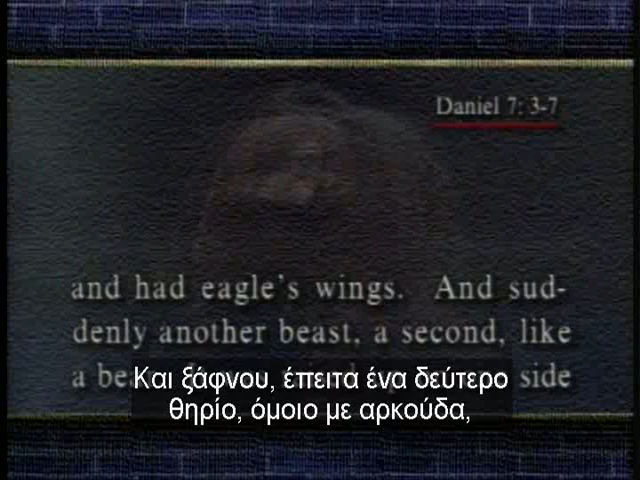 Daniel 7: 3-7
and had eagle's wings. And sud-
denly another beast, a second, like
a side
Και ξάφνου, έπειτα ένα δεύτερο
θηρίο, όμοιο με αρκούδα,